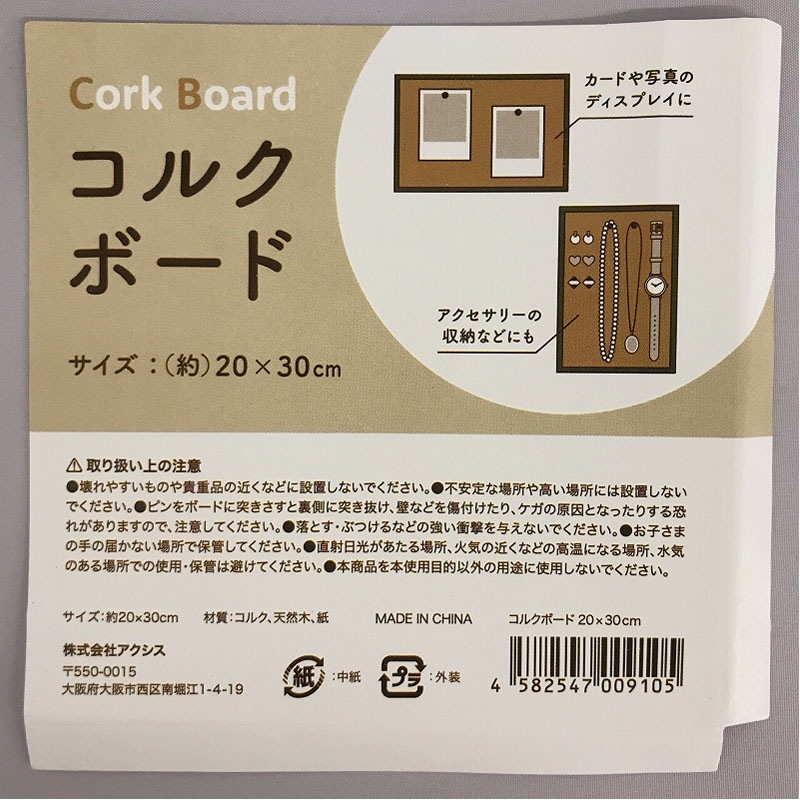 Cork Board
コルク
ボード
サイズ：(約)20×30cm
カードや写真の
ディスプレイに
アクセサリーの
収納などにも
⚠取り扱い上の注意
●壊れやすいものや貴重品の近くなどに設置しないでください。●不安定な場所や高い場所には設置しない
でください。●ピンをボードに突きさすと裏側に突き抜け、壁などを傷付けたり、ケガの原因となったりする恐
れがありますので、注意してください。●落とす・ぶつけるなどの強い衝撃を与えないでください。●お子さま
の手の届かない場所で保管してください。●直射日光があたる場所、火気の近くなどの高温になる場所、水気
のある場所での使用・保管は避けてください。●本商品を本使用目的以外の用途に使用しないでください。
サイズ：約20×30cm 材質：コルク、天然木、紙 MADE IN CHINA コルクボード 20×30cm
株式会社アクシス
〒550-0015
大阪府大阪市西区南堀江1-4-19
紙：中紙 プラ：外装
4 582547 009105